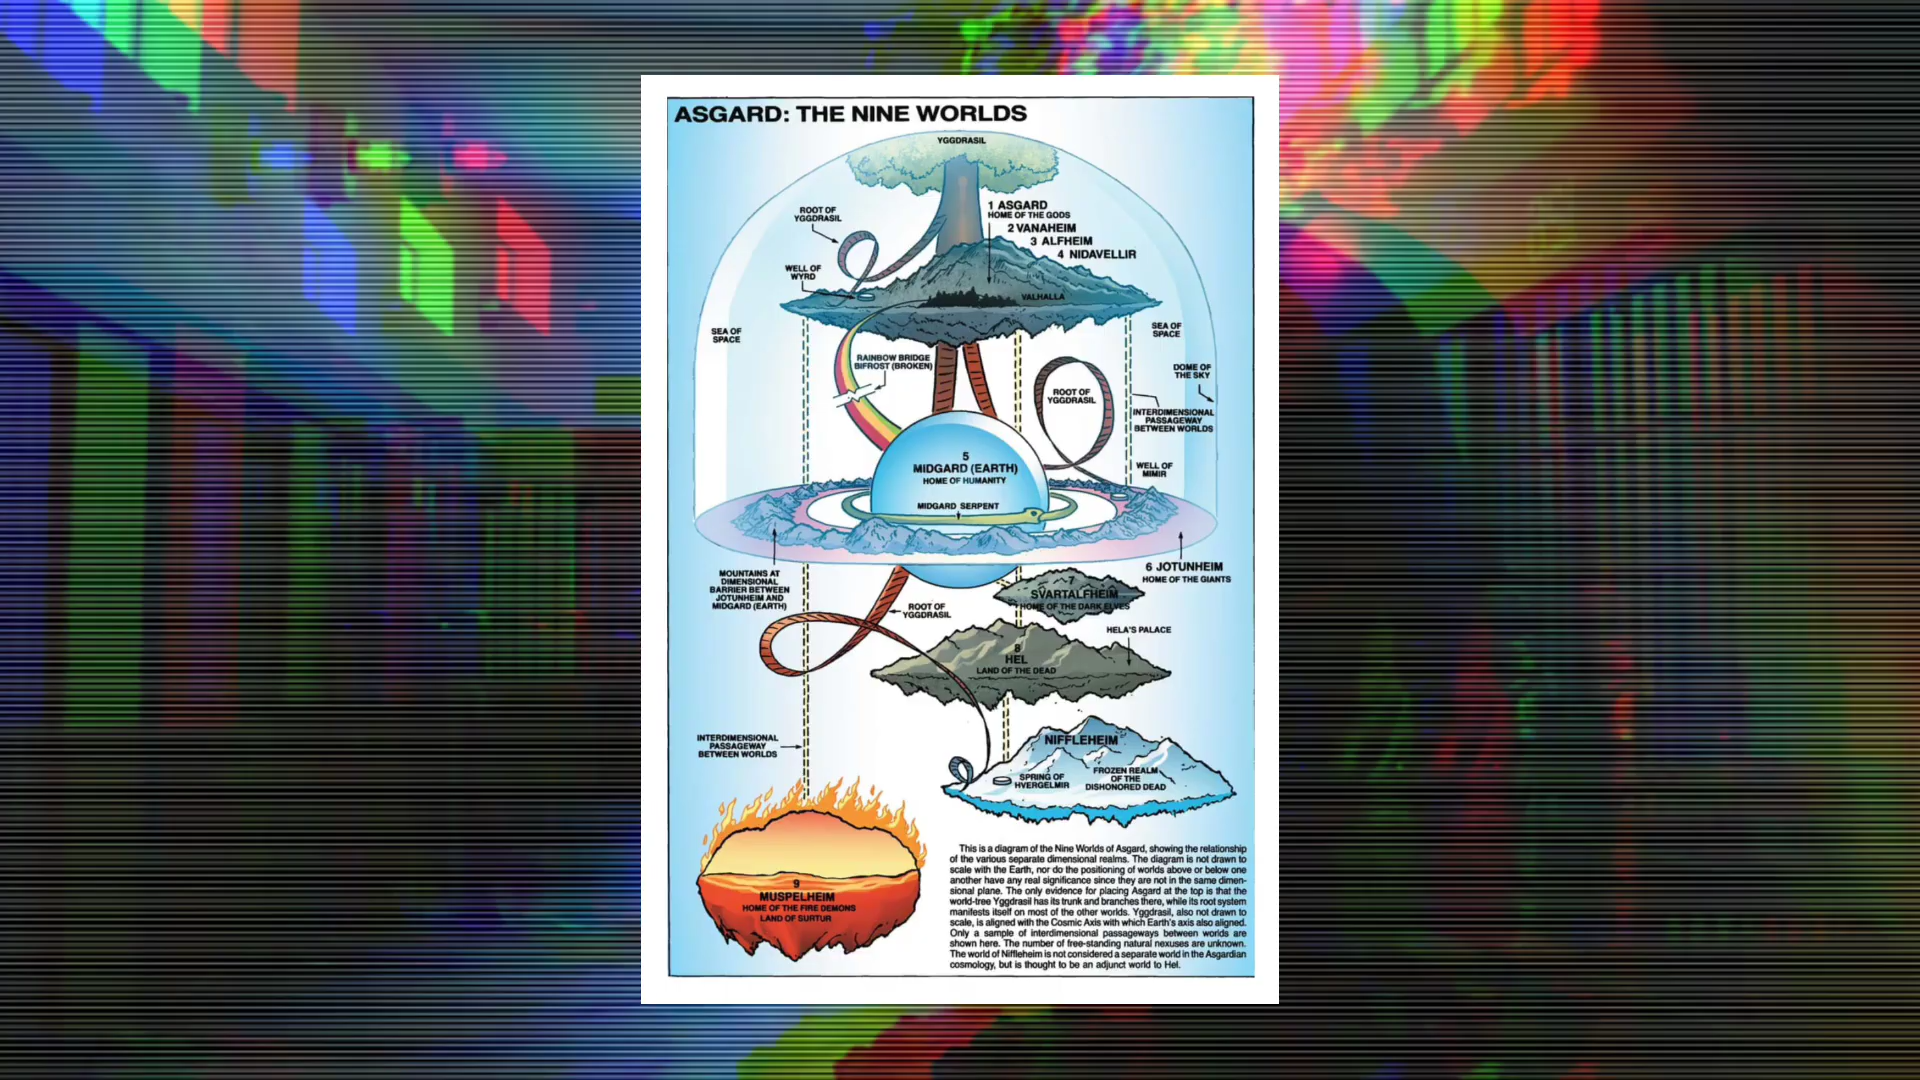 ASGARD: THE NINE WORLDS
YGGDRASIL
ROOT OF
YGGDRASIL
1 ASGARD
HOME OF THE GODS
2 VANAHEIM
3 ALFHEIM
4 NIDAVELLIR
WELL OF
WYRD
VALHALLA
SEA OF
SPACE
SEA OF
SPACE
RAINBOW BRIDGE
BIFROST (BROKEN)
DOME OF
THE SKY
ROOT OF
YGGDRASIL
INTERDIMENSIONAL
PASSAGEWAY
BETWEEN WORLDS
5
MIDGARD (EARTH)
HOME OF HUMANITY
WELL OF
MIMIR
MIDGARD SERPENT
MOUNTAINS AT
DIMENSIONAL
BARRIER BETWEEN
JOTUNHEIM AND
MIDGARD (EARTH)
6 JOTUNHEIM
HOME OF THE GIANTS
7
SVARTALFHEIM
HOME OF THE DARK ELVES
ROOT OF
YGGDRASIL
HELA'S PALACE
8
HEL
LAND OF THE DEAD
INTERDIMENSIONAL
PASSAGEWAY
BETWEEN WORLDS
NIFFLEHEIM
SPRING OF
HVERGELMIR
FROZEN REALM
OF THE
DISHONORED DEAD
9
MUSPELHEIM
HOME OF THE FIRE DEMONS
LAND OF SURTUR
This is a diagram of the Nine Worlds of Asgard, showing the relationship
of the various separate dimensional realms. The diagram is not drawn to
scale with the Earth, nor do the positioning of worlds above or below one
another have any real significance since they are not in the same dimen-
sional plane. The only evidence for placing Asgard at the top is that the
world-tree Yggdrasil has its trunk and branches there, while its root system
manifests itself on most of the other worlds. Yggdrasil, also not drawn to
scale, is aligned with the Cosmic Axis with which Earth's axis also aligned.
Only a sample of interdimensional passageways between worlds are
shown here. The number of free-standing natural nexuses are unknown.
The world of Niffleheim is not considered a separate world in the Asgardian
cosmology, but is thought to be an adjunct world to Hel.